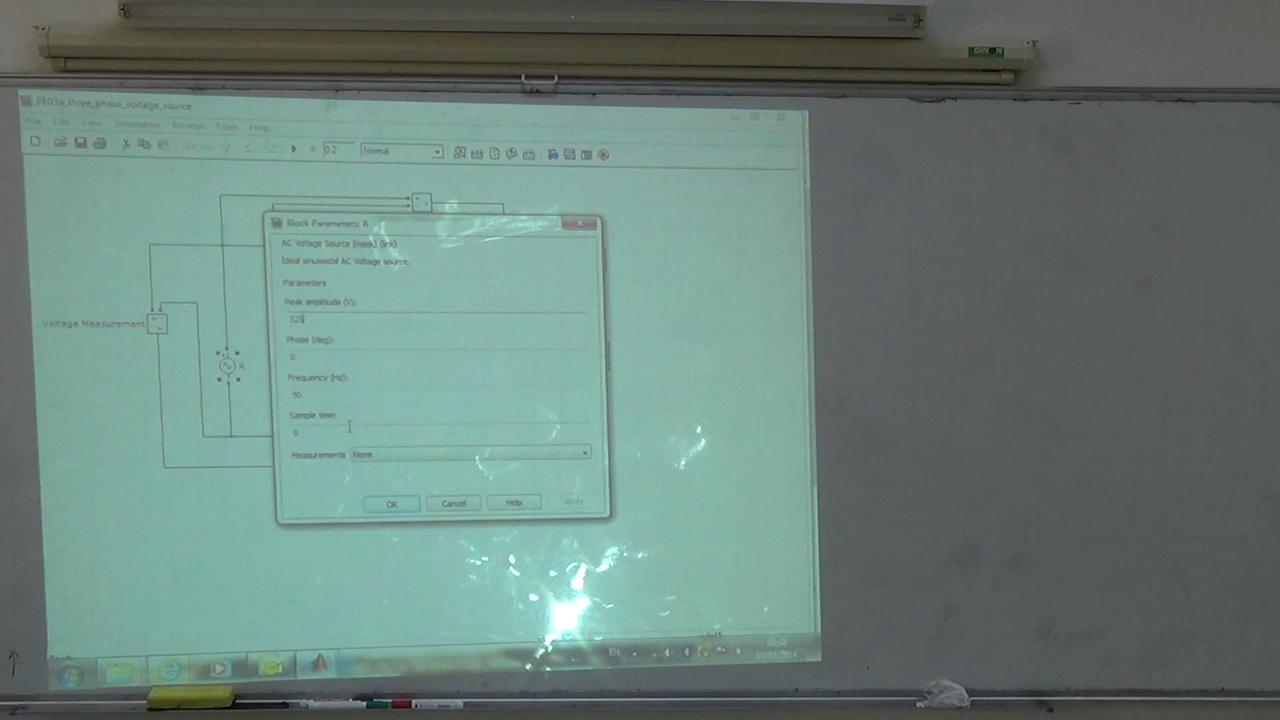 PE03a_three_phase_voltage_source
File Edit View Simulation Format Tools Help
0.2 Normal
Block Parameters: R
AC Voltage Source (mask) (link)
Ideal sinusoidal AC Voltage source.
Parameters
Peak amplitude (V):
325
Phase (deg):
0
Frequency (Hz):
50
Sample time:
0
Measurements None
OK Cancel Help Apply
Voltage Measurement
R
EN